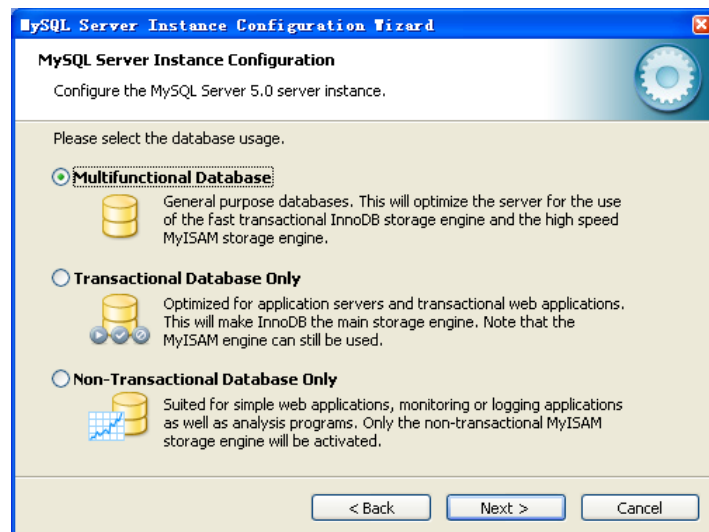 MySQL Server Instance Configuration Wizard
MySQL Server Instance Configuration
Configure the MySQL Server 5.0 server instance.
Please select the database usage.
Multifunctional Database
General purpose databases. This will optimize the server for the use
of the fast transactional InnoDB storage engine and the high speed
MyISAM storage engine.
Transactional Database Only
Optimized for application servers and transactional web applications.
This will make InnoDB the main storage engine. Note that the
MyISAM engine can still be used.
Non-Transactional Database Only
Suited for simple web applications, monitoring or logging applications
as well as analysis programs. Only the non-transactional MyISAM
storage engine will be activated.
< Back
Next >
Cancel